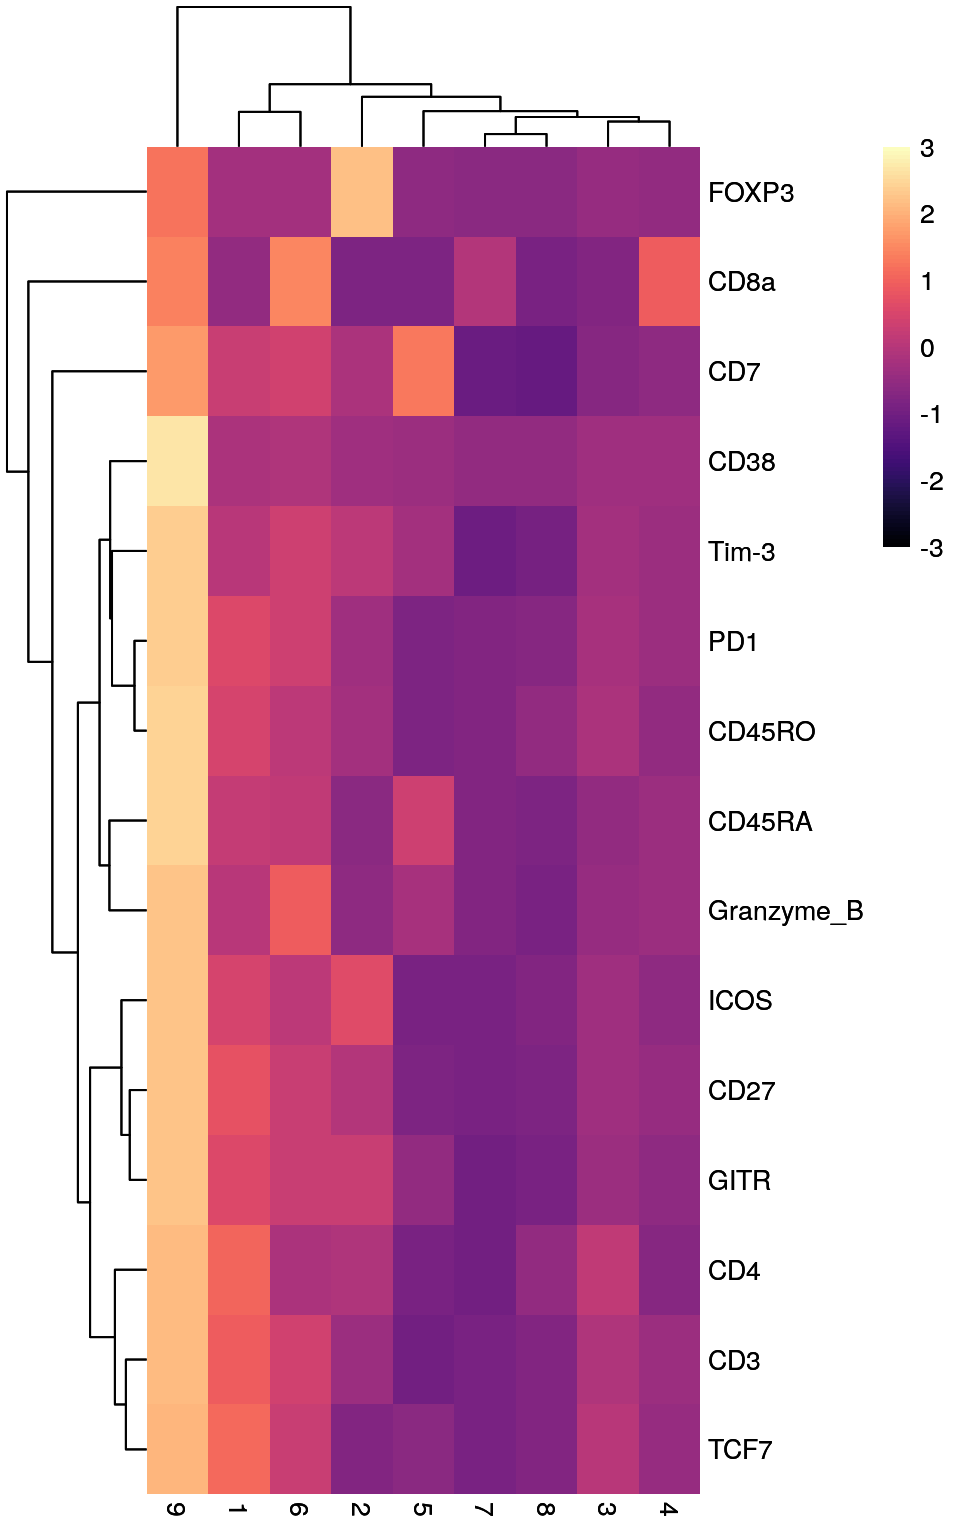 3
FOXP3
2
CD8a
1
0
CD7
-1
CD38
-2
-3
Tim-3
PD1
CD45RO
CD45RA
Granzyme_B
ICOS
CD27
GITR
CD4
CD3
TCF7
9 1 6 2 5 7 8 3 4